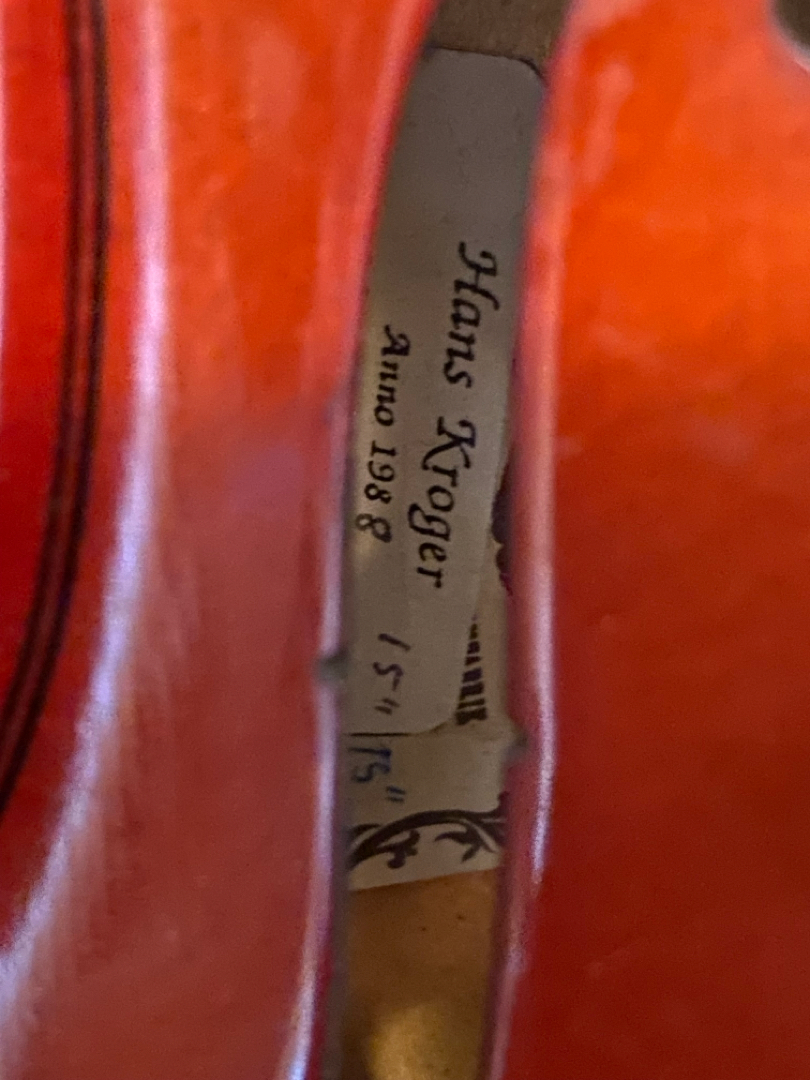 Hans Kroger
Anno 1988 15"
15"